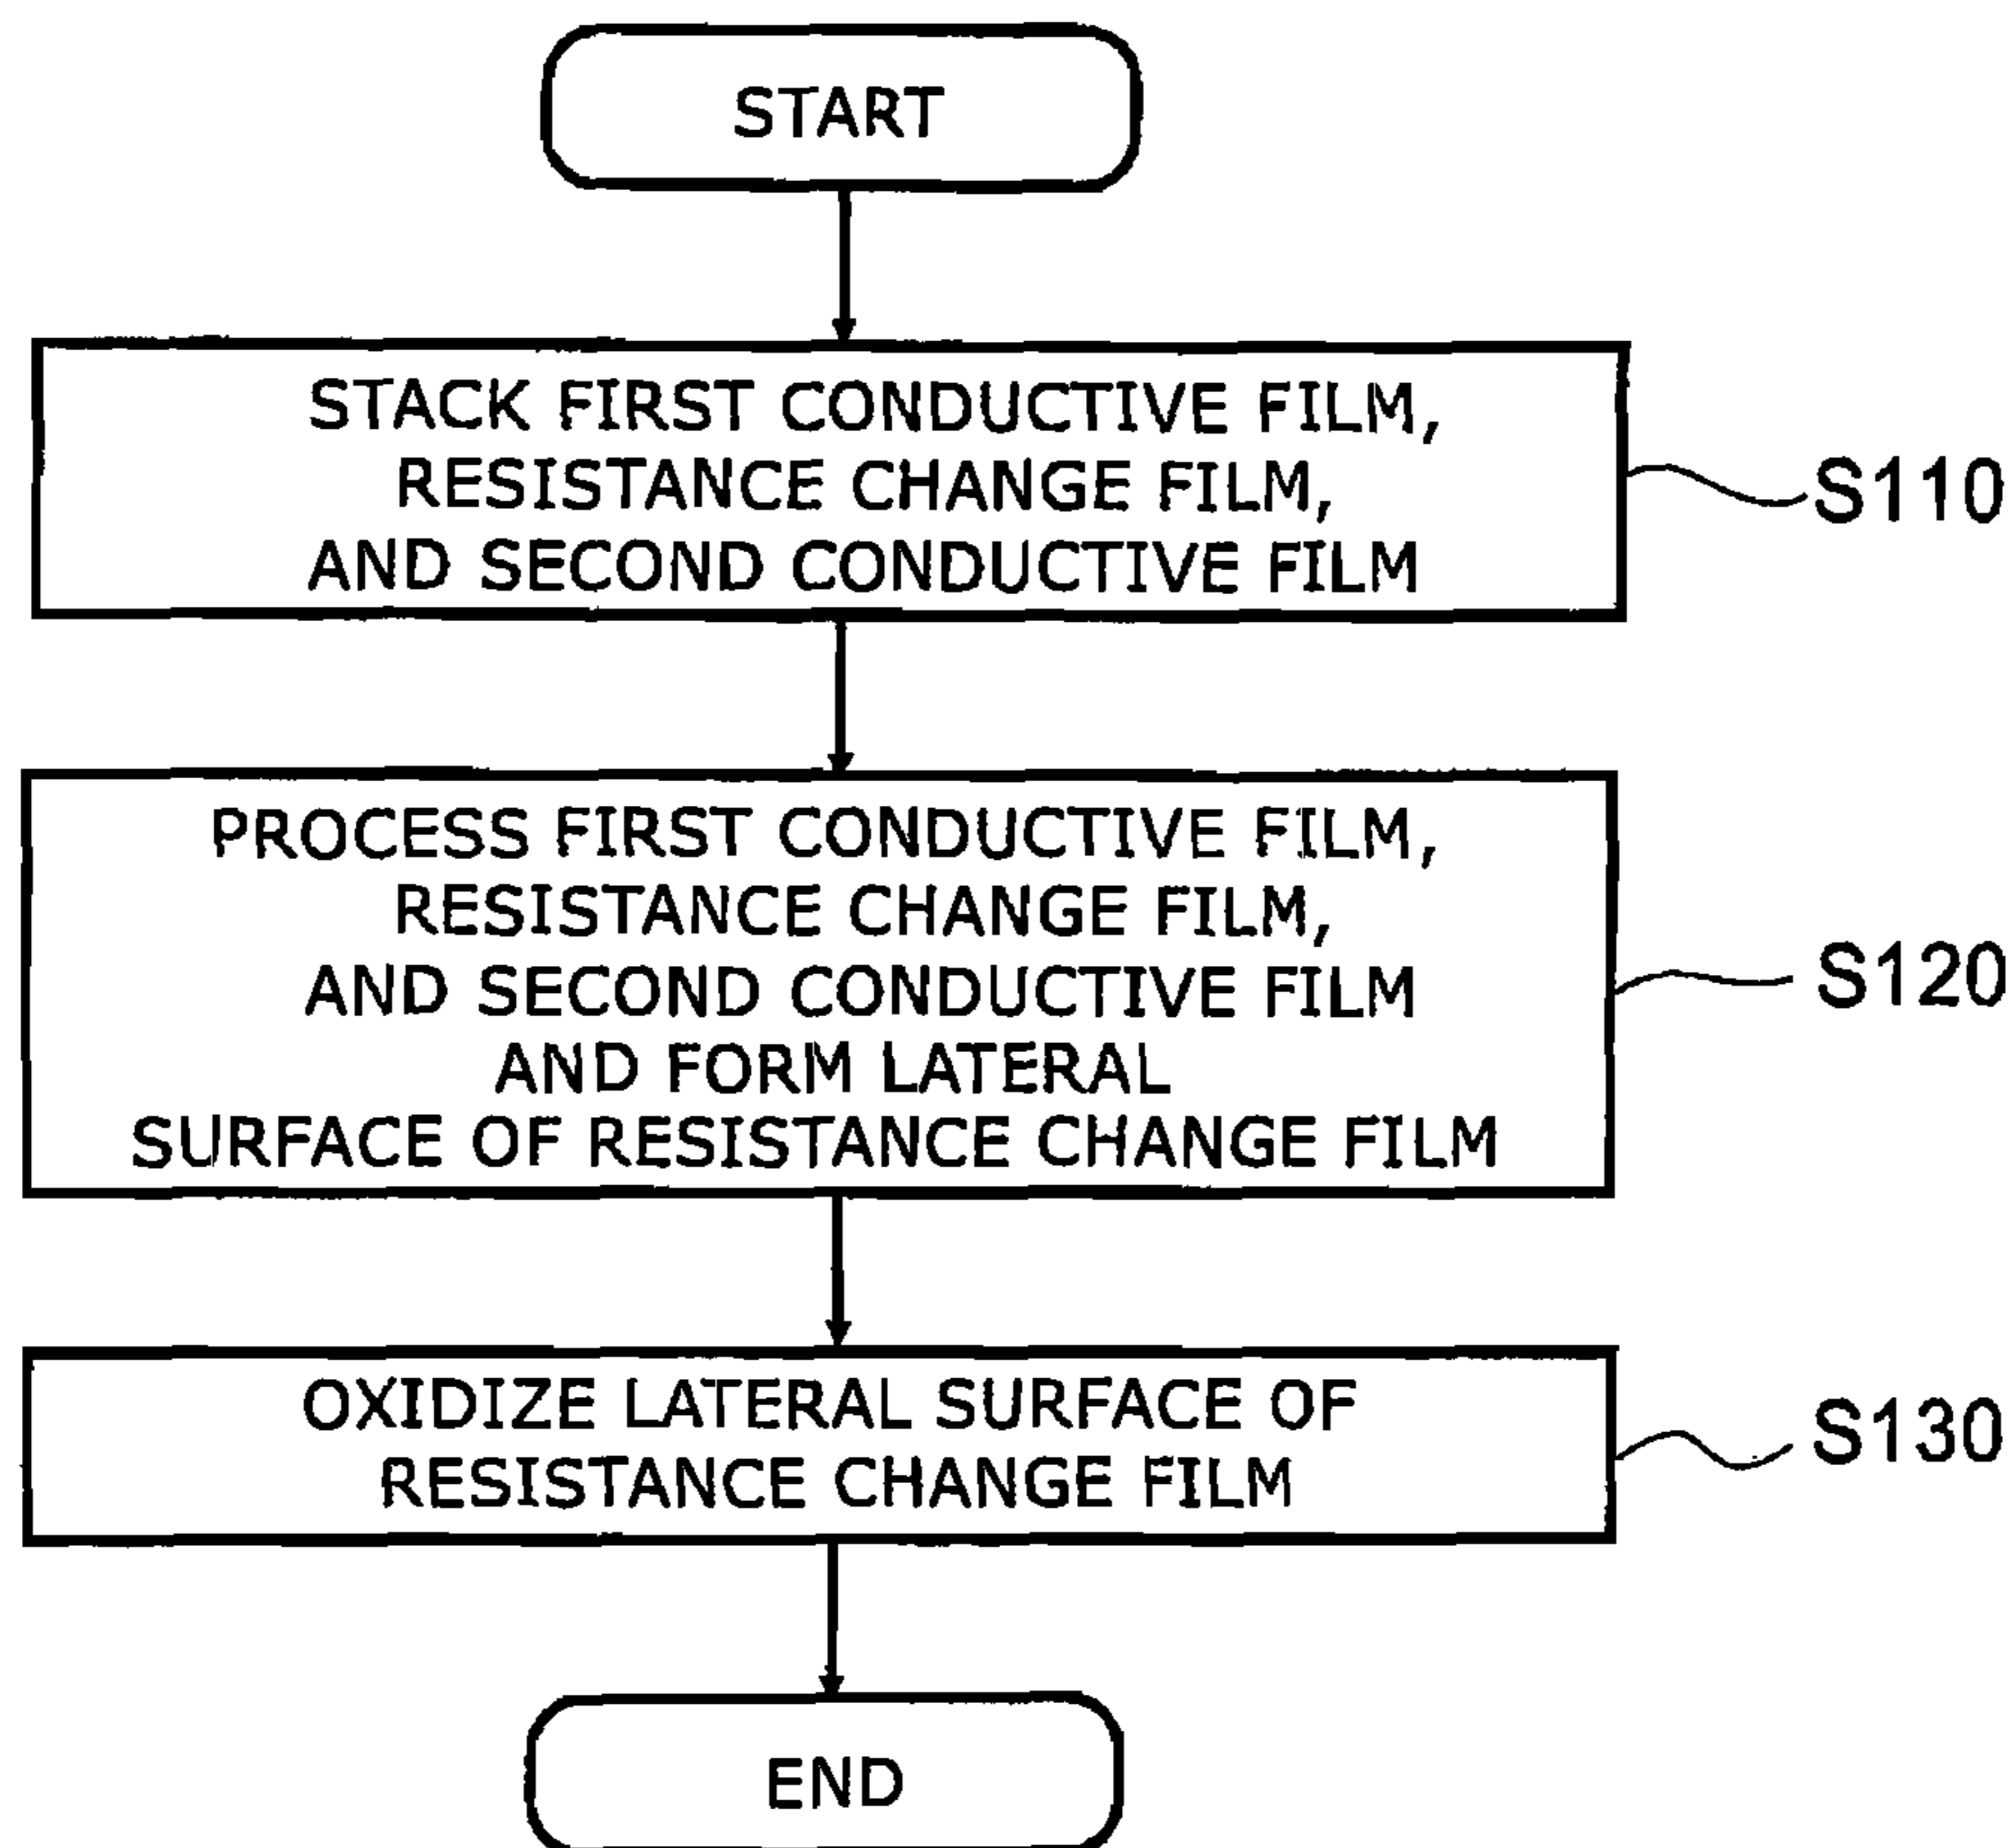 START
STACK FIRST CONDUCTIVE FILM,
RESISTANCE CHANGE FILM,
AND SECOND CONDUCTIVE FILM
S110
PROCESS FIRST CONDUCTIVE FILM,
RESISTANCE CHANGE FILM,
AND SECOND CONDUCTIVE FILM
AND FORM LATERAL
SURFACE OF RESISTANCE CHANGE FILM
S120
OXIDIZE LATERAL SURFACE OF
RESISTANCE CHANGE FILM
S130
END